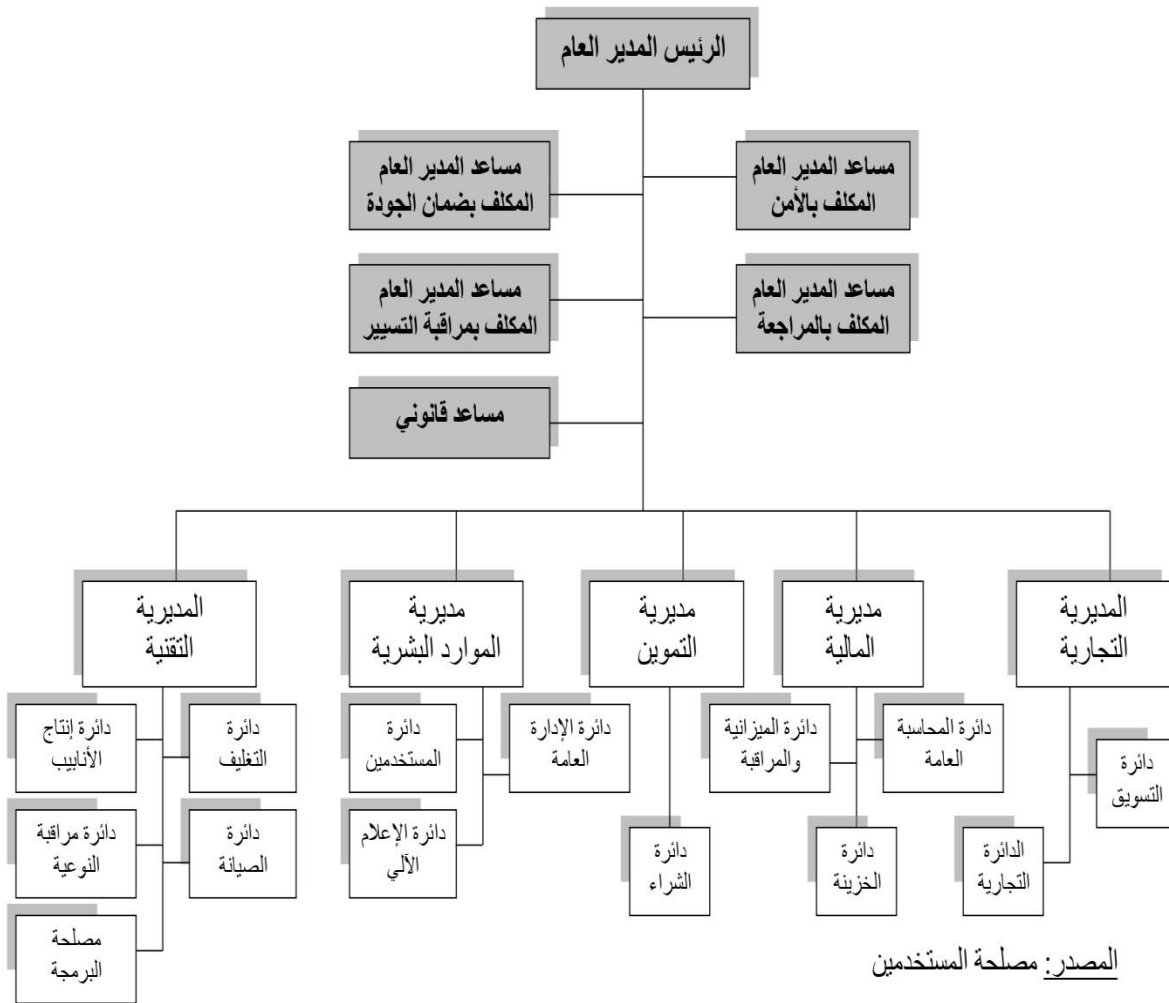 الرئيس المدير العام
مساعد المدير العام
المكلف بالأمن
مساعد المدير العام
المكلف بضمان الجودة
مساعد المدير العام
المكلف بالمراجعة
مساعد المدير العام
المكلف بمراقبة التسيير
مساعد قانوني
المديرية
التجارية
مديرية
المالية
مديرية
التموين
مديرية
الموارد البشرية
المديرية
التقنية
دائرة
التسويق
الدائرة
التجارية
دائرة المحاسبة
العامة
دائرة الميزانية
والمراقبة
دائرة
الخزينة
دائرة
الشراء
دائرة الإدارة
العامة
دائرة
المستخدمين
دائرة الإعلام
الآلي
دائرة
التغليف
دائرة إنتاج
الأنابيب
دائرة
الصيانة
دائرة مراقبة
النوعية
مصلحة
البرمجة
المصدر: مصلحة المستخدمين